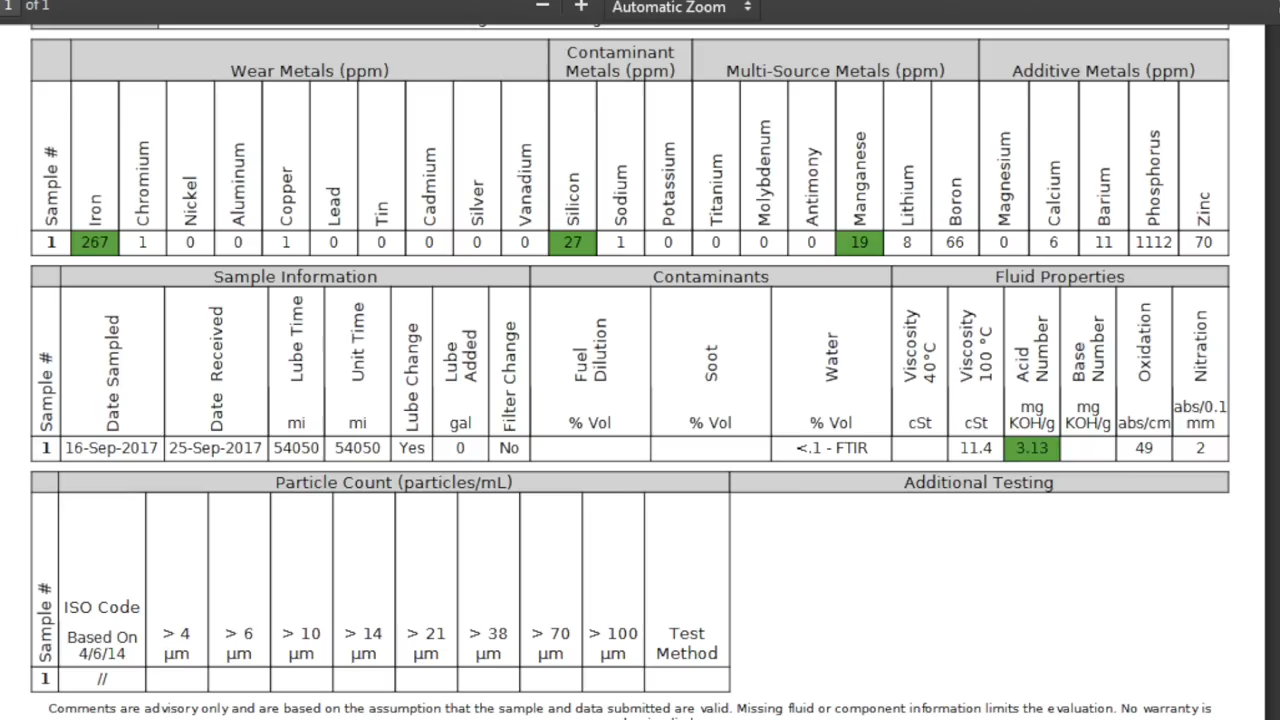 1 of 1
Automatic Zoom
Wear Metals (ppm)
Contaminant
Metals (ppm)
Multi-Source Metals (ppm)
Additive Metals (ppm)
Sample #
Iron
Chromium
Nickel
Aluminum
Copper
Lead
Tin
Cadmium
Silver
Vanadium
Silicon
Sodium
Potassium
Titanium
Molybdenum
Antimony
Manganese
Lithium
Boron
Magnesium
Calcium
Barium
Phosphorus
Zinc
1 267 1 0 0 1 0 0 0 0 0 27 1 0 0 0 0 19 8 66 0 6 11 1112 70
Sample Information
Contaminants
Fluid Properties
Sample #
Date Sampled
Date Received
Lube Time
mi
Unit Time
mi
Lube Change
Lube
Added
gal
Filter Change
Fuel
Dilution
% Vol
Soot
% Vol
Water
% Vol
Viscosity
40°C
cSt
Viscosity
100 °C
cSt
Acid
Number
mg
KOH/g
Base
Number
mg
KOH/g
Oxidation
abs/cm
Nitration
abs/0.1
mm
1 16-Sep-2017 25-Sep-2017 54050 54050 Yes 0 No <.1 - FTIR 11.4 3.13 49 2
Particle Count (particles/mL)
Additional Testing
Sample #
ISO Code
Based On
4/6/14
> 4
µm
> 6
µm
> 10
µm
> 14
µm
> 21
µm
> 38
µm
> 70
µm
> 100
µm
Test
Method
1 //
Comments are advisory only and are based on the assumption that the sample and data submitted are valid. Missing fluid or component information limits the evaluation. No warranty is